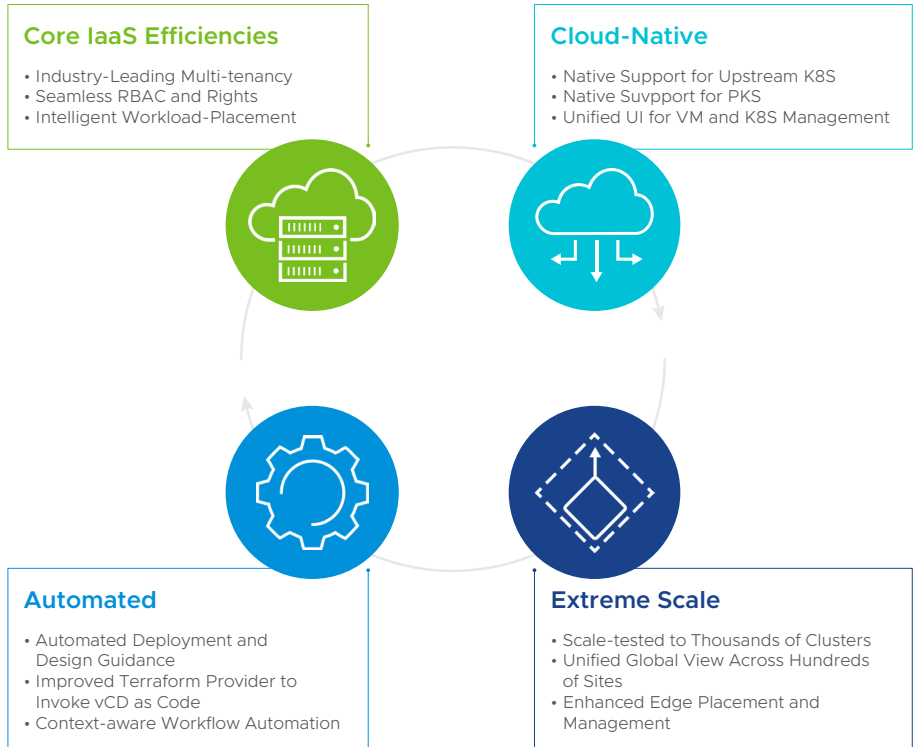 Core IaaS Efficiencies
• Industry-Leading Multi-tenancy
• Seamless RBAC and Rights
• Intelligent Workload-Placement
Cloud-Native
• Native Support for Upstream K8S
• Native Suvpport for PKS
• Unified UI for VM and K8S Management
Automated
• Automated Deployment and
Design Guidance
• Improved Terraform Provider to
Invoke vCD as Code
• Context-aware Workflow Automation
Extreme Scale
• Scale-tested to Thousands of Clusters
• Unified Global View Across Hundreds
of Sites
• Enhanced Edge Placement and
Management